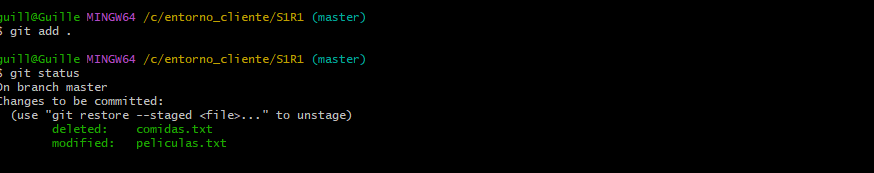 guill@Guille MINGW64 /c/entorno_cliente/S1R1 (master)
$ git add .
guill@Guille MINGW64 /c/entorno_cliente/S1R1 (master)
$ git status
On branch master
Changes to be committed:
  (use "git restore --staged <file>..." to unstage)
        deleted:    comidas.txt
        modified:   peliculas.txt